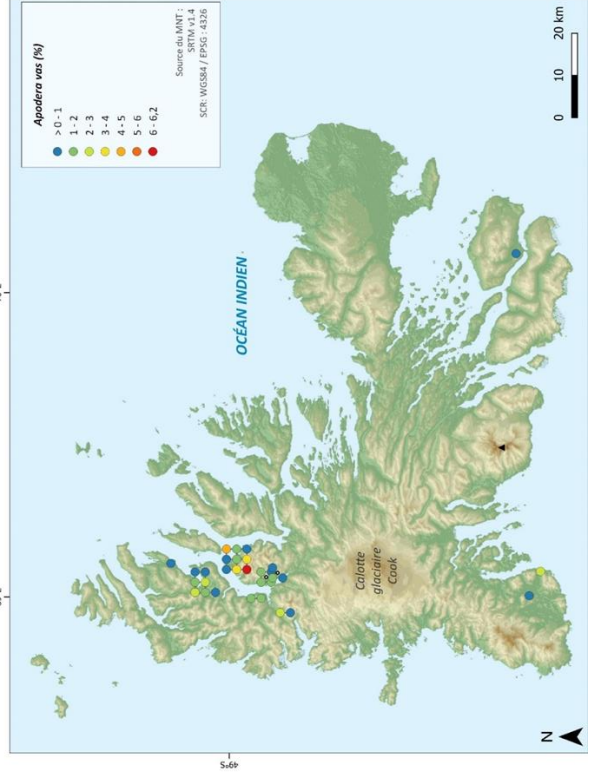 Apodera vas (%)
> 0 - 1
1 - 2
2 - 3
3 - 4
4 - 5
5 - 6
6 - 6,2
Source du MNT :
SRTM v1.4
SCR: WGS84 / EPSG : 4326
OCÉAN INDIEN
Calotte
glaciaire
Cook
49°S
N
0 10 20 km